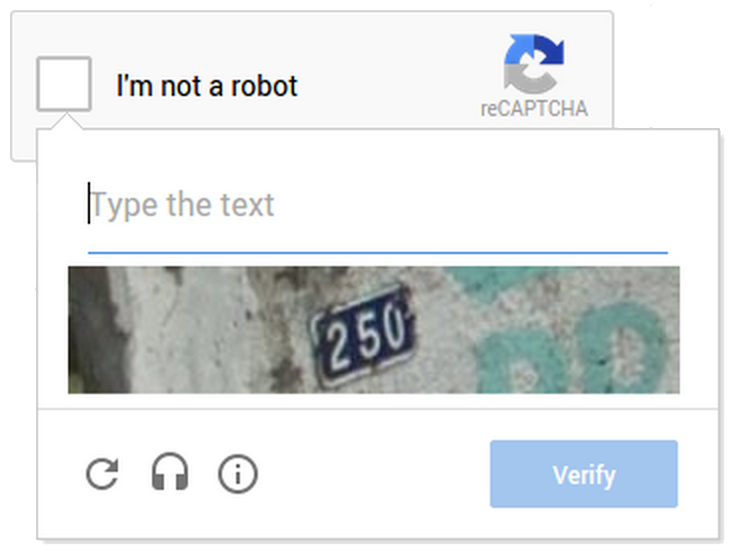 I'm not a robot
reCAPTCHA
Type the text
250
Verify